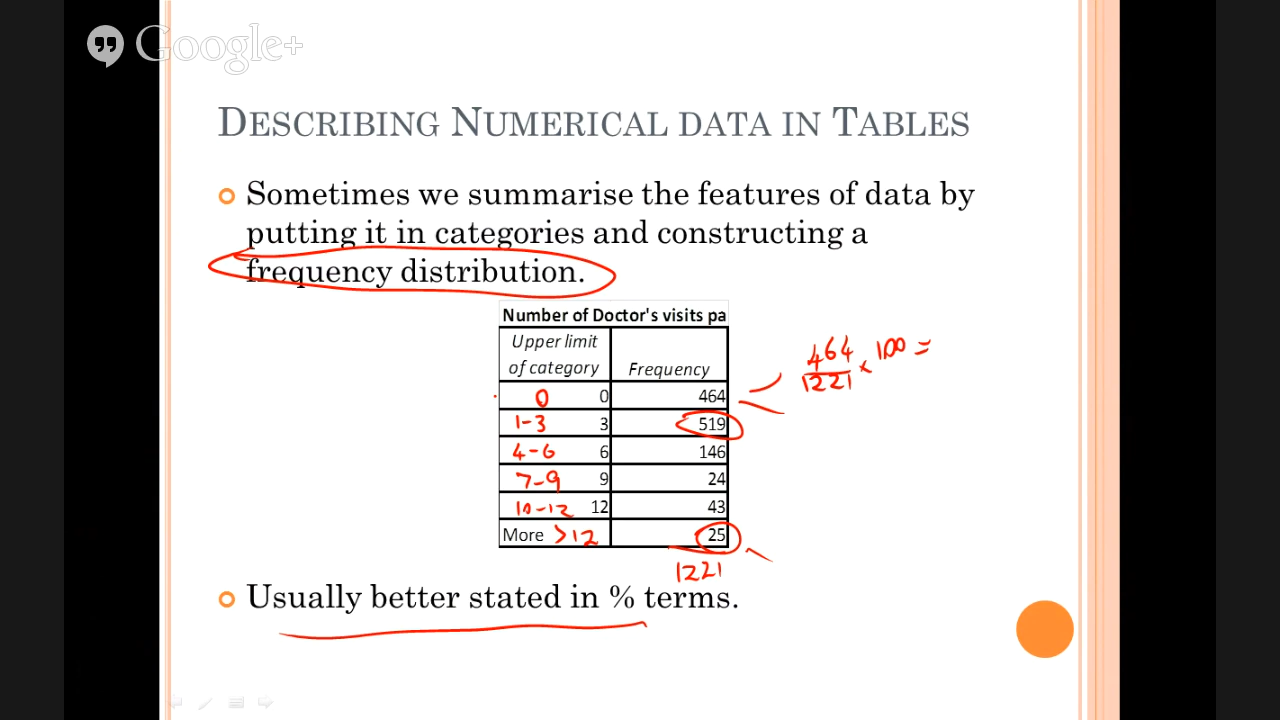 Google+
DESCRIBING NUMERICAL DATA IN TABLES
Sometimes we summarise the features of data by
putting it in categories and constructing a
frequency distribution.
Number of Doctor's visits pa
Upper limit
of category Frequency
0 0 464
1-3 3 519
4-6 6 146
7-9 9 24
10-12 12 43
More >12 25
1221
464
1221 × 100 =
Usually better stated in % terms.